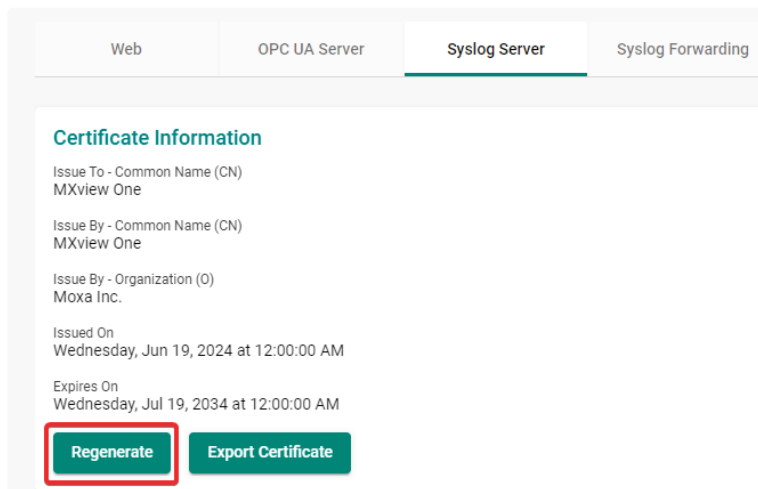 Web OPC UA Server Syslog Server Syslog Forwarding
Certificate Information
Issue To - Common Name (CN)
MXview One
Issue By - Common Name (CN)
MXview One
Issue By - Organization (O)
Moxa Inc.
Issued On
Wednesday, Jun 19, 2024 at 12:00:00 AM
Expires On
Wednesday, Jul 19, 2034 at 12:00:00 AM
Regenerate Export Certificate